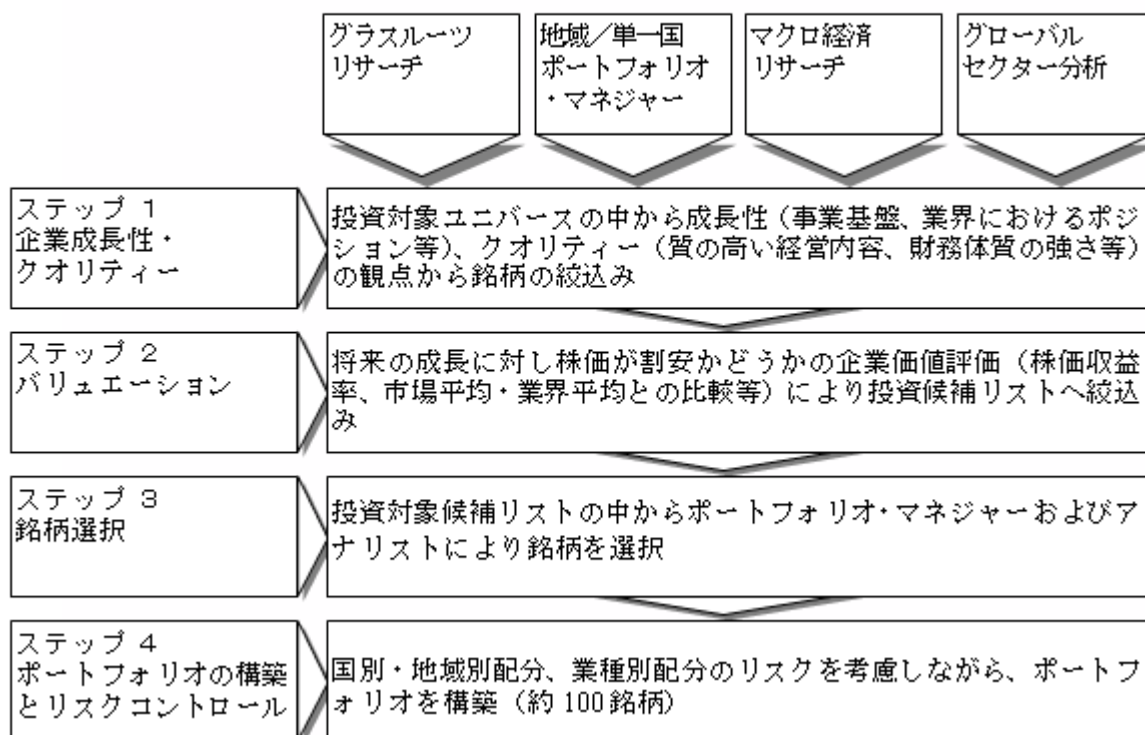 グラスルーツ
リサーチ
地域／単一国
ポートフォリオ
・マネジャー
マクロ経済
リサーチ
グローバル
セクター分析
ステップ １
企業成長性・
クオリティー
投資対象ユニバースの中から成長性（事業基盤、業界におけるポジ
ション等）、クオリティー（質の高い経営内容、財務体質の強さ等）
の観点から銘柄の絞込み
ステップ ２
バリュエーション
将来の成長に対し株価が割安かどうかの企業価値評価（株価収益
率、市場平均・業界平均との比較等）により投資候補リストへ絞込
み
ステップ ３
銘柄選択
投資対象候補リストの中からポートフォリオ・マネジャーおよびア
ナリストにより銘柄を選択
ステップ ４
ポートフォリオの構築
とリスクコントロール
国別・地域別配分、業種別配分のリスクを考慮しながら、ポートフ
ォリオを構築（約 100 銘柄）